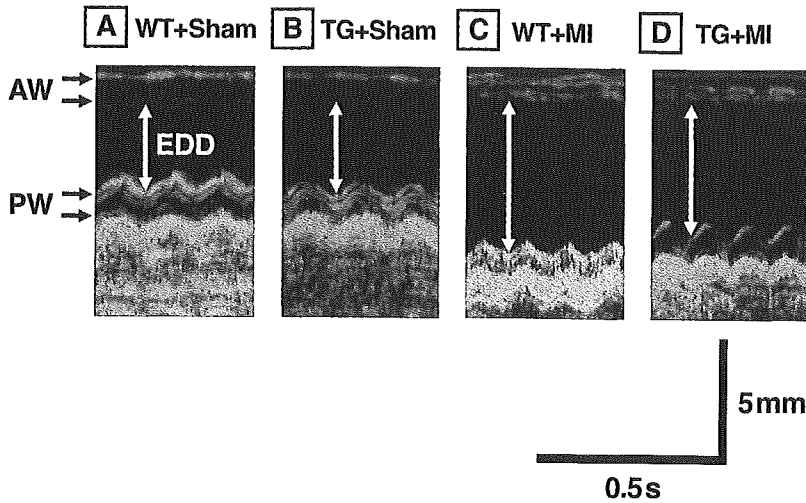 A WT+Sham
B TG+Sham
C WT+MI
D TG+MI
AW
EDD
PW
5mm
0.5s